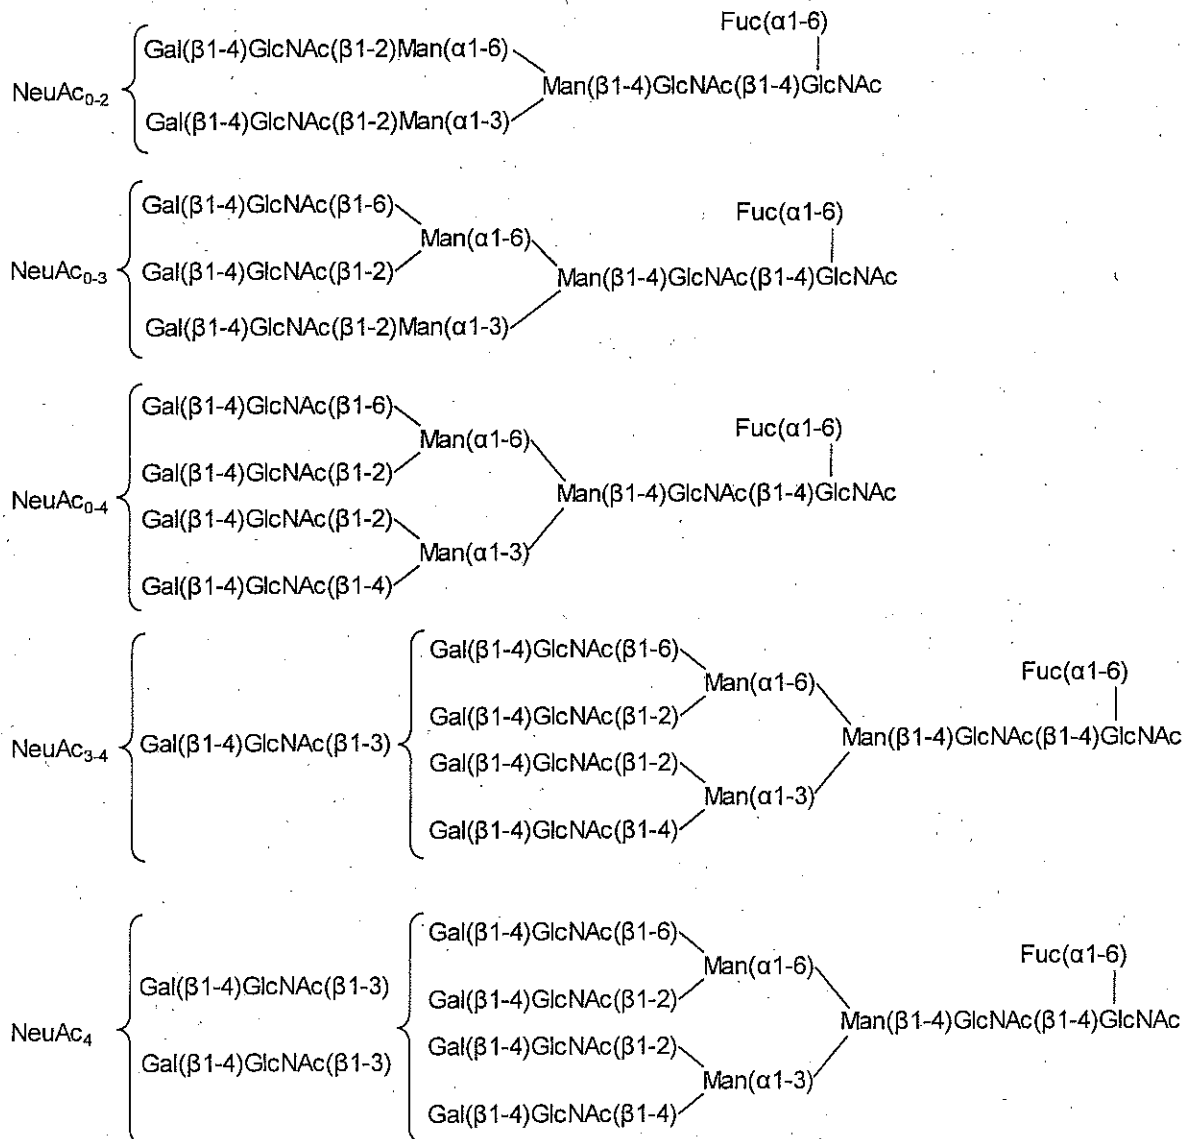 Fuc(α1-6)
Gal(β1-4)GlcNAc(β1-2)Man(α1-6)
NeuAc₀₋₂ Man(β1-4)GlcNAc(β1-4)GlcNAc
Gal(β1-4)GlcNAc(β1-2)Man(α1-3)
Gal(β1-4)GlcNAc(β1-6) Fuc(α1-6)
Man(α1-6)
NeuAc₀₋₃ Gal(β1-4)GlcNAc(β1-2) Man(β1-4)GlcNAc(β1-4)GlcNAc
Gal(β1-4)GlcNAc(β1-2)Man(α1-3)
Gal(β1-4)GlcNAc(β1-6) Fuc(α1-6)
Man(α1-6)
Gal(β1-4)GlcNAc(β1-2)
NeuAc₀₋₄ Man(β1-4)GlcNAc(β1-4)GlcNAc
Gal(β1-4)GlcNAc(β1-2)
Man(α1-3)
Gal(β1-4)GlcNAc(β1-4)
Gal(β1-4)GlcNAc(β1-6) Fuc(α1-6)
Man(α1-6)
Gal(β1-4)GlcNAc(β1-2)
NeuAc₃₋₄ Gal(β1-4)GlcNAc(β1-3) Man(β1-4)GlcNAc(β1-4)GlcNAc
Gal(β1-4)GlcNAc(β1-2)
Man(α1-3)
Gal(β1-4)GlcNAc(β1-4)
Gal(β1-4)GlcNAc(β1-6) Fuc(α1-6)
Man(α1-6)
Gal(β1-4)GlcNAc(β1-3) Gal(β1-4)GlcNAc(β1-2)
NeuAc₄ Man(β1-4)GlcNAc(β1-4)GlcNAc
Gal(β1-4)GlcNAc(β1-3) Gal(β1-4)GlcNAc(β1-2)
Man(α1-3)
Gal(β1-4)GlcNAc(β1-4)